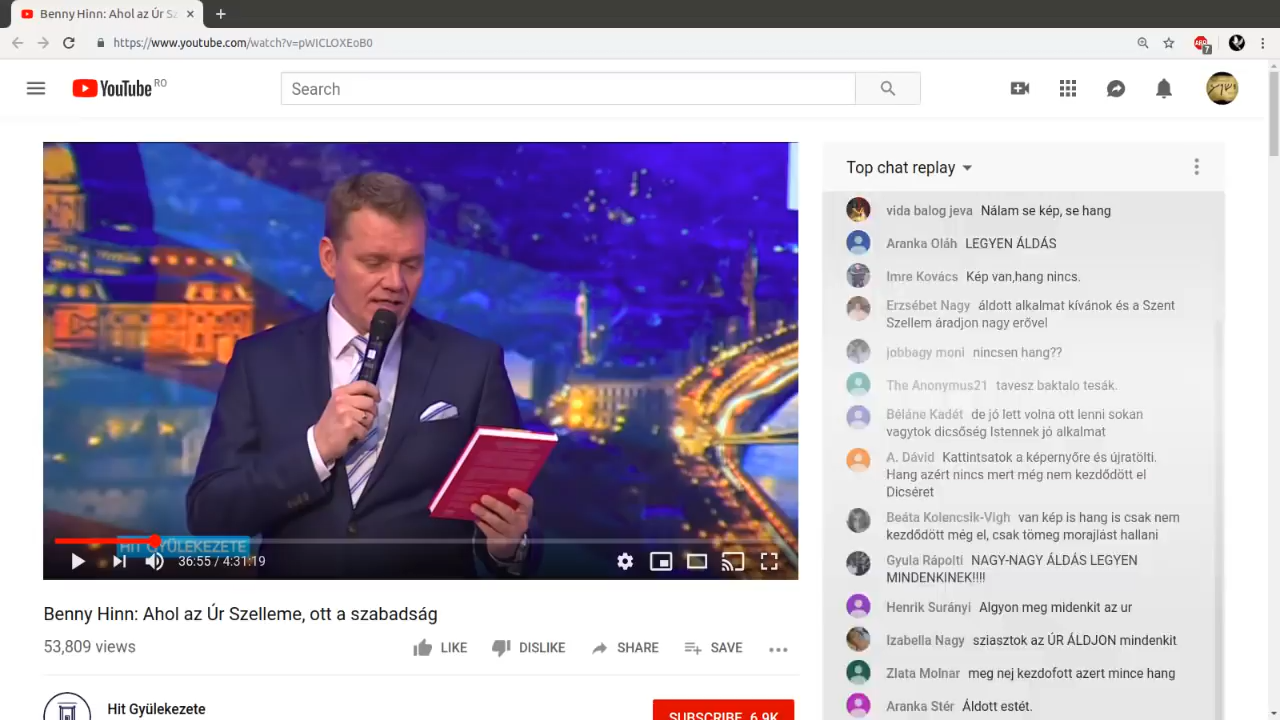 Benny Hinn: Ahol az Úr Sz
https://www.youtube.com/watch?v=pWICLOXEoB0
ABP
7
YouTube RO
Search
Top chat replay
vida balog jeva Nálam se kép, se hang
Aranka Oláh LEGYEN ÁLDÁS
Imre Kovács Kép van,hang nincs.
Erzsébet Nagy áldott alkalmat kívánok és a Szent
Szellem áradjon nagy erővel
jobbagy moni nincsen hang??
The Anonymus21 tavesz baktalo tesák.
Béláné Kadét de jó lett volna ott lenni sokan
vagytok dicsőség Istennek jó alkalmat
A. Dávid Kattintsatok a képernyőre és újratölti.
Hang azért nincs mert még nem kezdődött el
Dicséret
Beáta Kolencsik-Vigh van kép is hang is csak nem
kezdődött még el, csak tömeg morajlást hallani
Gyula Rápolti NAGY-NAGY ÁLDÁS LEGYEN
MINDENKINEK!!!!
Henrik Surányi Algyon meg midenkit az ur
Izabella Nagy sziasztok az ÚR ÁLDJON mindenkit
Zlata Molnar meg nej kezdofott azert mince hang
Aranka Stér Áldott estét.
HIT GYÜLEKEZETE
36:55 / 4:31:19
Benny Hinn: Ahol az Úr Szelleme, ott a szabadság
53,809 views
LIKE DISLIKE SHARE SAVE
Hit Gyülekezete
SUBSCRIBE 6.9K